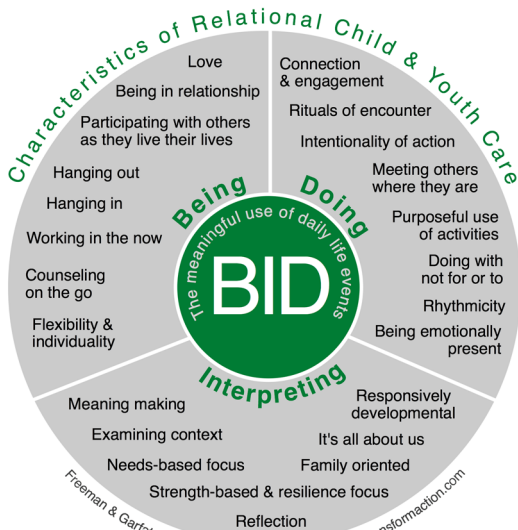 Characteristics of Relational Child & Youth Care
Love
Being in relationship
Participating with others
as they live their lives
Hanging out
Hanging in
Working in the now
Counseling
on the go
Flexibility &
individuality
Being
Connection
& engagement
Rituals of encounter
Intentionality of action
Meeting others
where they are
Purposeful use
of activities
Doing with
not for or to
Rhythmicity
Being emotionally
present
Doing
The meaningful use of daily life events
BID
Interpreting
Meaning making
Examining context
Needs-based focus
Responsively
developmental
It's all about us
Family oriented
Strength-based & resilience focus
Reflection
Freeman &